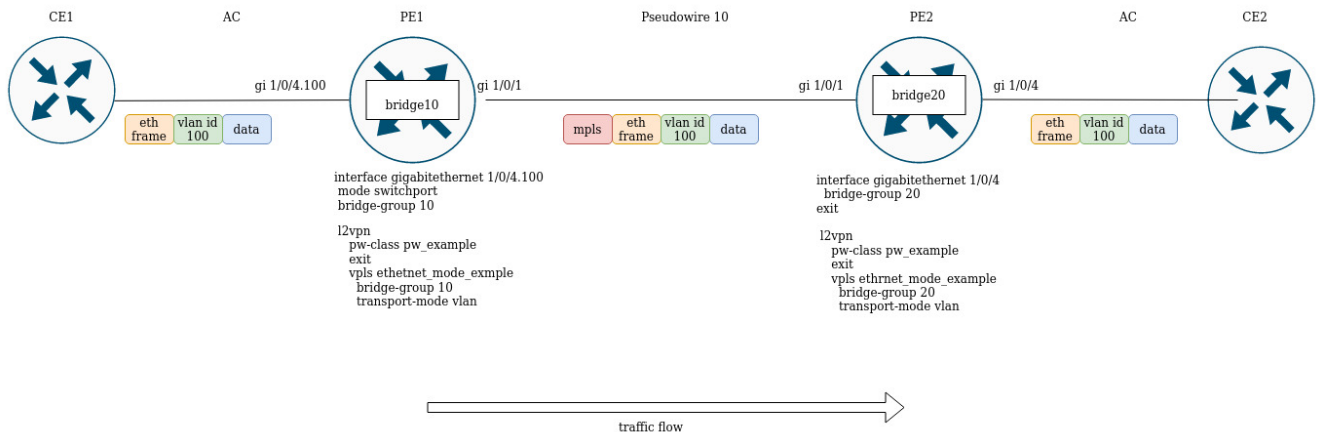 CE1
AC
PE1
Pseudowire 10
PE2
AC
CE2
gi 1/0/4.100
bridge10
gi 1/0/1
gi 1/0/1
bridge20
gi 1/0/4
eth
frame
vlan id
100
data
mpls
eth
frame
vlan id
100
data
eth
frame
vlan id
100
data
interface gigabitethernet 1/0/4.100
mode switchport
bridge-group 10
l2vpn
pw-class pw_example
exit
vpls ethetnet_mode_exmple
bridge-group 10
transport-mode vlan
interface gigabitethernet 1/0/4
bridge-group 20
exit
l2vpn
pw-class pw_example
exit
vpls ethrnet_mode_example
bridge-group 20
transport-mode vlan
traffic flow